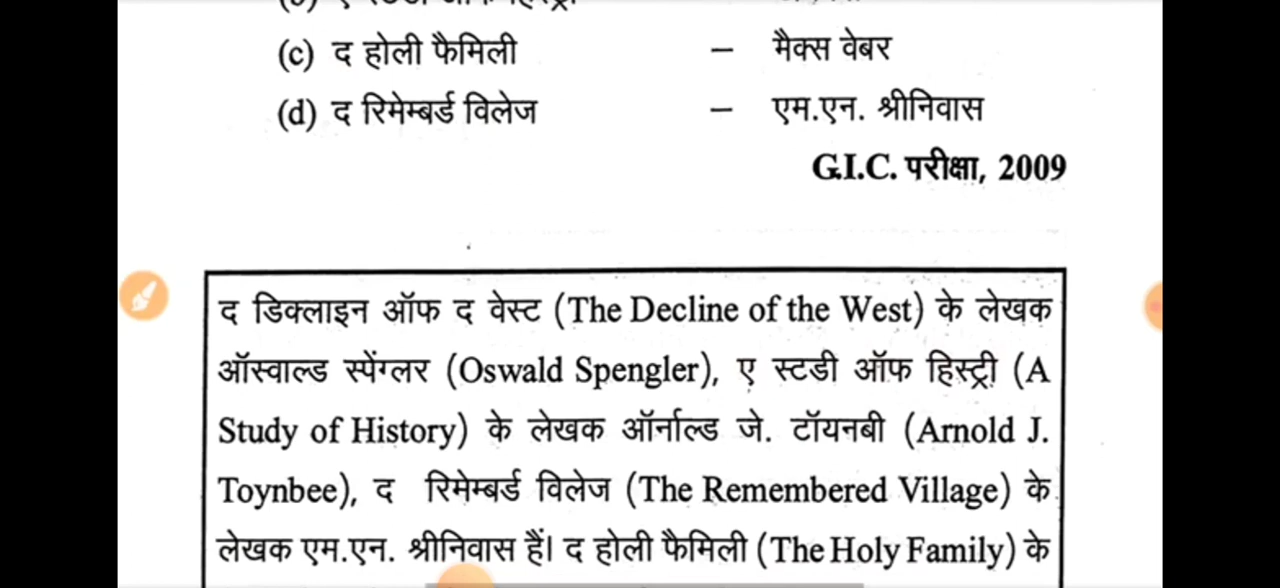 (c) द होली फैमिली – मैक्स वेबर
(d) द रिमेम्बर्ड विलेज – एम.एन. श्रीनिवास
G.I.C. परीक्षा, 2009
द डिक्लाइन ऑफ द वेस्ट (The Decline of the West) के लेखक
ऑस्वाल्ड स्पेंग्लर (Oswald Spengler), ए स्टडी ऑफ हिस्ट्री (A
Study of History) के लेखक ऑर्नाल्ड जे. टॉयनबी (Arnold J.
Toynbee), द रिमेम्बर्ड विलेज (The Remembered Village) के
लेखक एम.एन. श्रीनिवास हैं। द होली फैमिली (The Holy Family) के